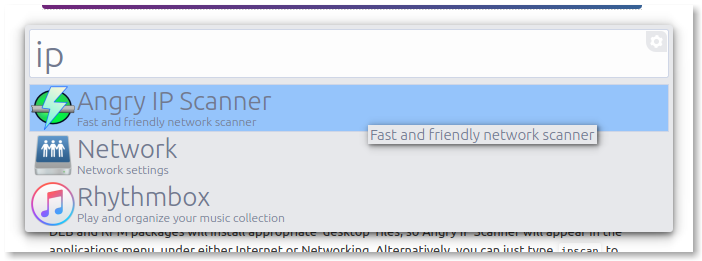 ip
Angry IP Scanner
Fast and friendly network scanner
Fast and friendly network scanner
Network
Network settings
Rhythmbox
Play and organize your music collection
DEB and RPM packages will install appropriate desktop files, so Angry IP Scanner will appear in the
applications menu, under either Internet or Networking. Alternatively, you can just type ipscan to